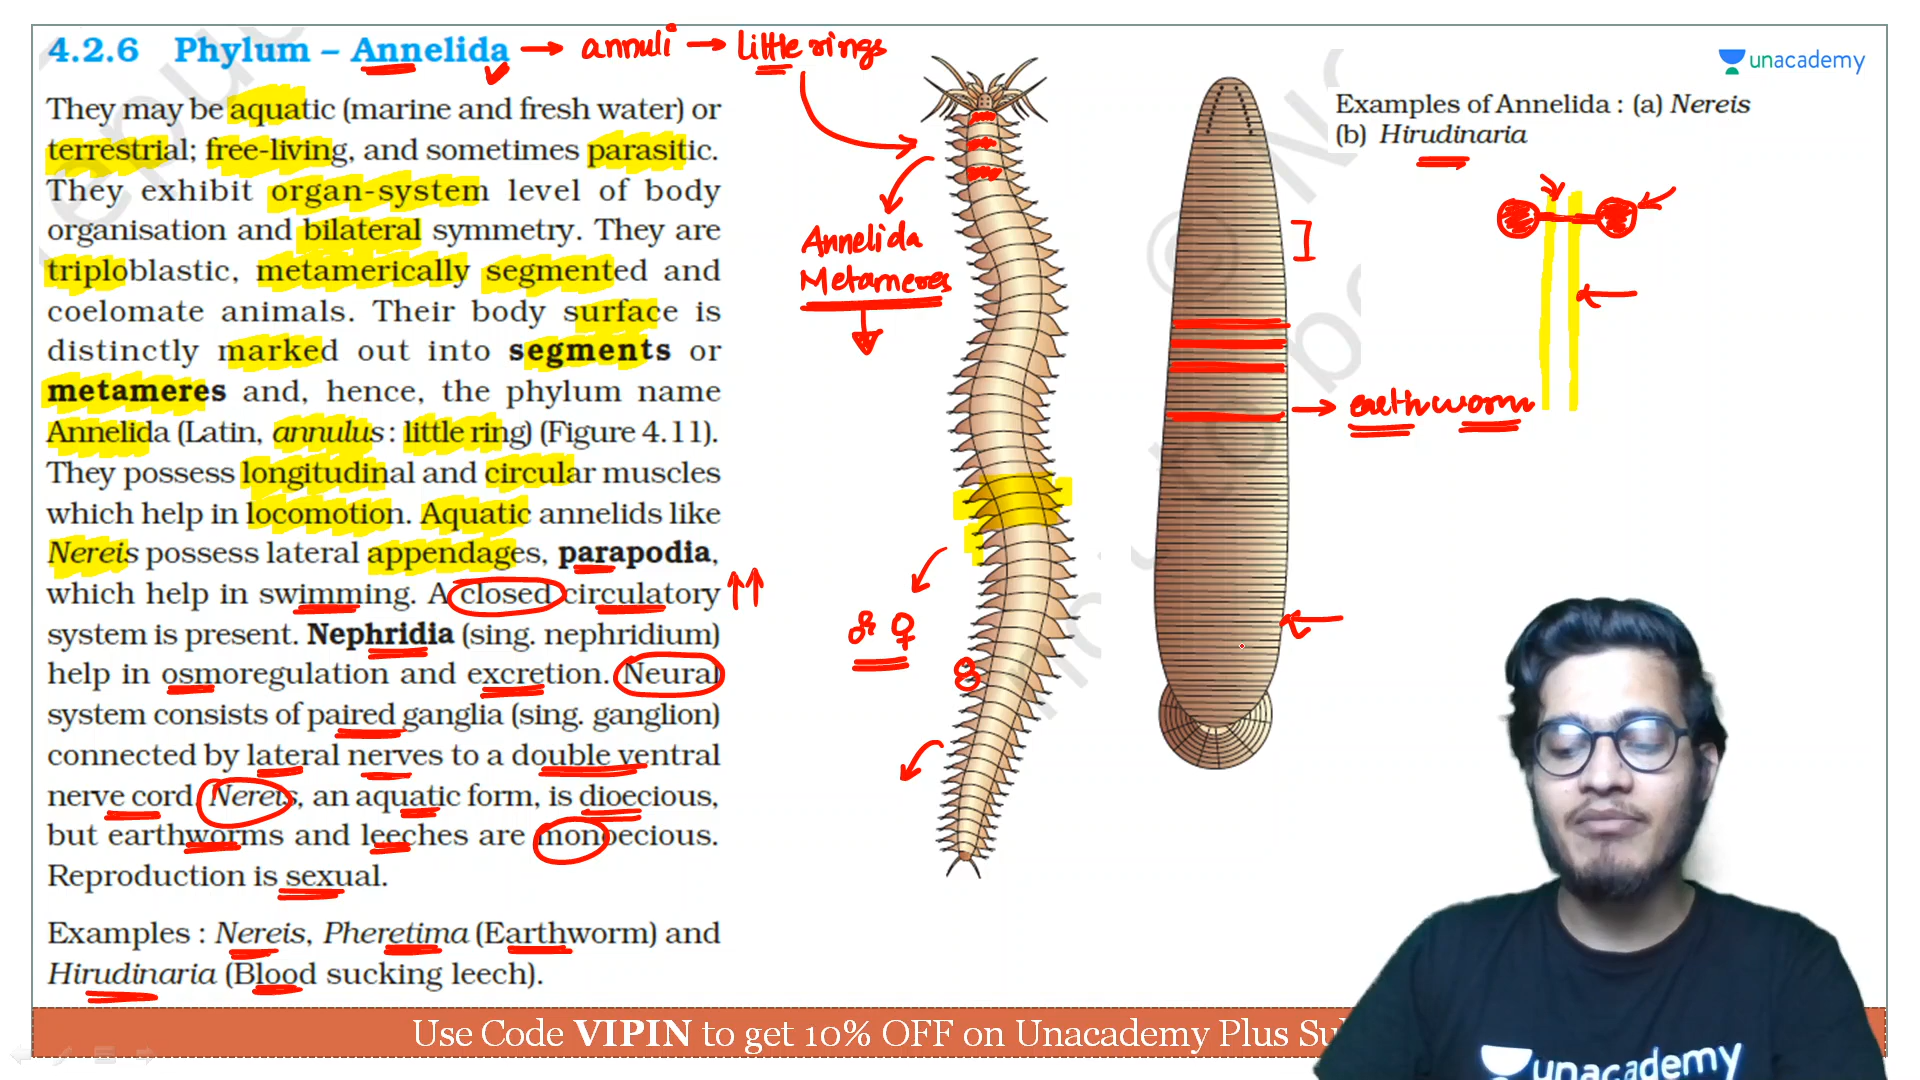 4.2.6 Phylum – Annelida → annuli → little rings
They may be aquatic (marine and fresh water) or
terrestrial; free-living, and sometimes parasitic.
They exhibit organ-system level of body
organisation and bilateral symmetry. They are
triploblastic, metamerically segmented and
coelomate animals. Their body surface is
distinctly marked out into segments or
metameres and, hence, the phylum name
Annelida (Latin, annulus : little ring) (Figure 4.11).
They possess longitudinal and circular muscles
which help in locomotion. Aquatic annelids like
Nereis possess lateral appendages, parapodia,
which help in swimming. A closed circulatory
system is present. Nephridia (sing. nephridium)
help in osmoregulation and excretion. Neural
system consists of paired ganglia (sing. ganglion)
connected by lateral nerves to a double ventral
nerve cord. Nereis, an aquatic form, is dioecious,
but earthworms and leeches are monoecious.
Reproduction is sexual.
Examples : Nereis, Pheretima (Earthworm) and
Hirudinaria (Blood sucking leech).
Annelida
Metameres
♂ ♀
earthworm
unacademy
Examples of Annelida : (a) Nereis
(b) Hirudinaria
Use Code VIPIN to get 10% OFF on Unacademy Plus Su
unacademy